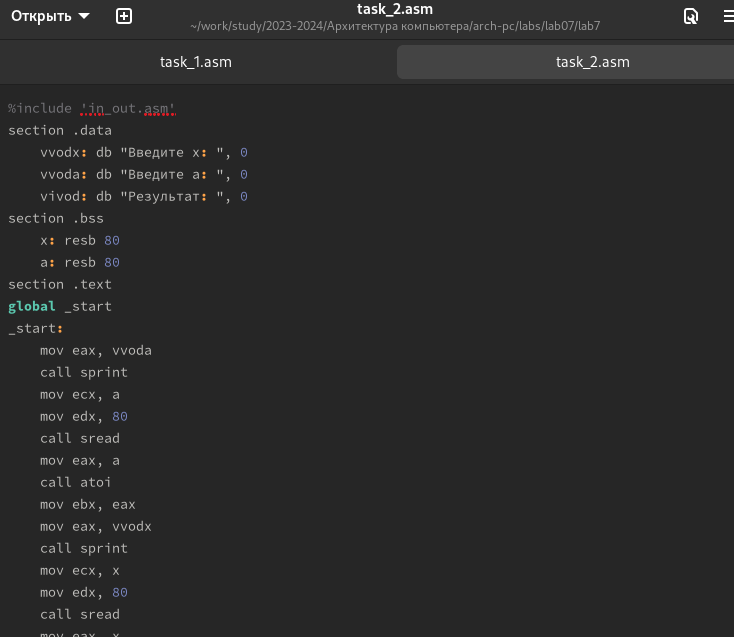 Открыть
task_2.asm
~/work/study/2023-2024/Архитектура компьютера/arch-pc/labs/lab07/lab7
task_1.asm
task_2.asm
%include 'in_out.asm'
section .data
    vvodx: db "Введите x: ", 0
    vvoda: db "Введите a: ", 0
    vivod: db "Результат: ", 0
section .bss
    x: resb 80
    a: resb 80
section .text
global _start
_start:
    mov eax, vvoda
    call sprint
    mov ecx, a
    mov edx, 80
    call sread
    mov eax, a
    call atoi
    mov ebx, eax
    mov eax, vvodx
    call sprint
    mov ecx, x
    mov edx, 80
    call sread
    mov eax, x